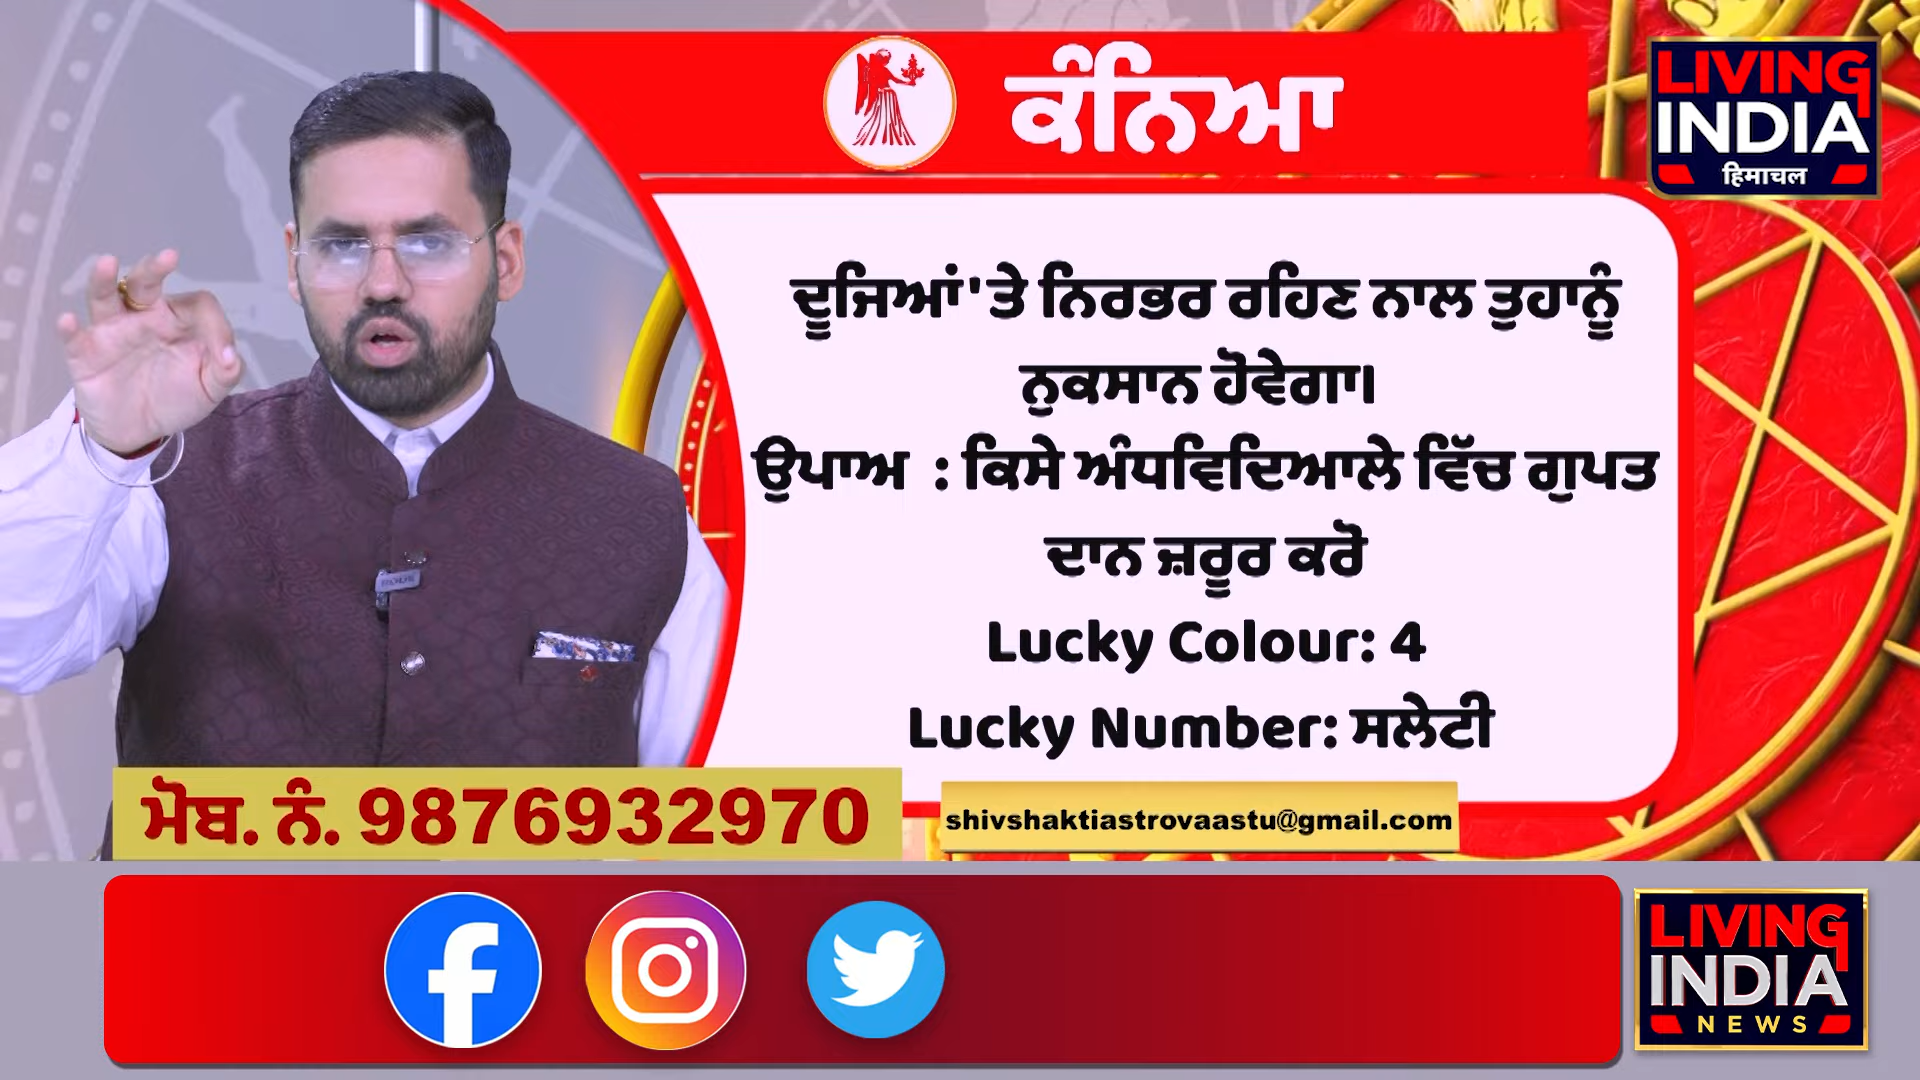 ਕੰਨਿਆ
LIVING
INDIA
हिमाचल
ਦੂਜਿਆਂ'ਤੇ ਨਿਰਭਰ ਰਹਿਣ ਨਾਲ ਤੁਹਾਨੂੰ
ਨੁਕਸਾਨ ਹੋਵੇਗਾ।
ਉਪਾਅ : ਕਿਸੇ ਅੰਧਵਿਦਿਆਲੇ ਵਿੱਚ ਗੁਪਤ
ਦਾਨ ਜ਼ਰੂਰ ਕਰੋ
Lucky Colour: 4
Lucky Number: ਸਲੇਟੀ
ਮੋਬ. ਨੰ. 9876932970
shivshaktiastrovaastu@gmail.com
LIVING
INDIA
NEWS